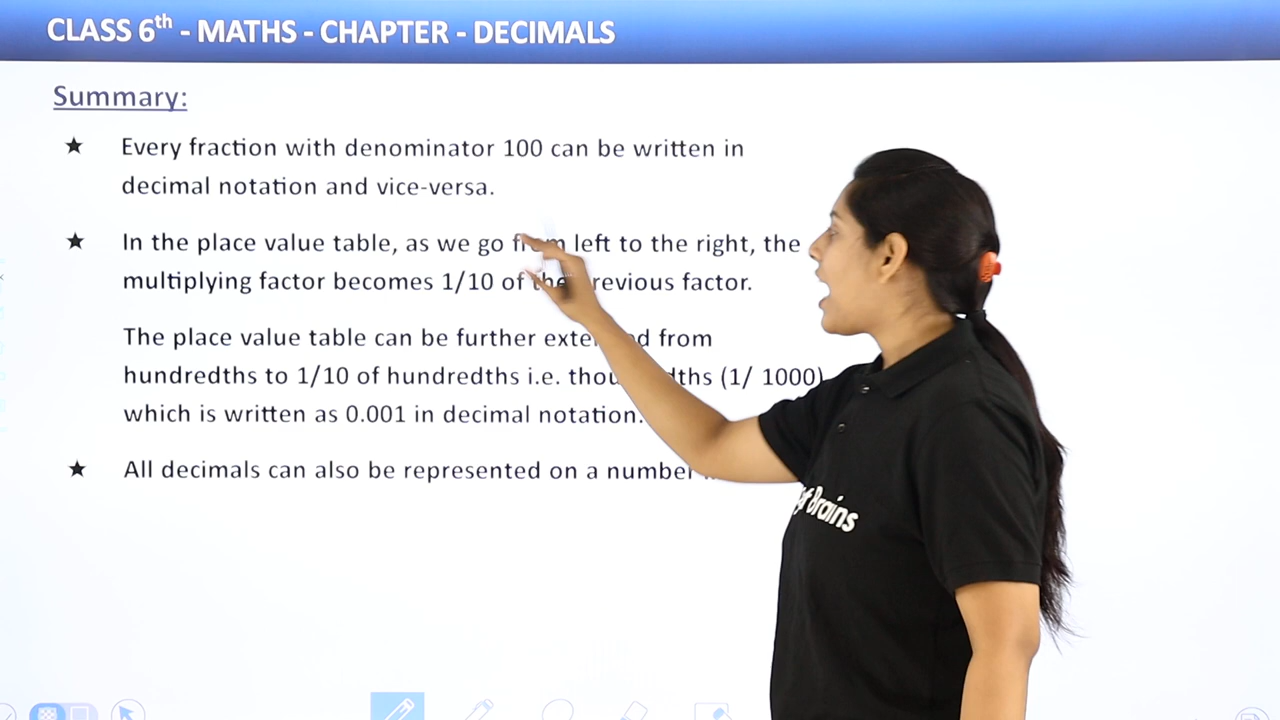 CLASS 6th - MATHS - CHAPTER - DECIMALS
Summary:
★ Every fraction with denominator 100 can be written in
decimal notation and vice-versa.
★ In the place value table, as we go from left to the right, the
multiplying factor becomes 1/10 of the previous factor.
The place value table can be further extended from
hundredths to 1/10 of hundredths i.e. thousandths (1/ 1000)
which is written as 0.001 in decimal notation.
★ All decimals can also be represented on a number
Brains